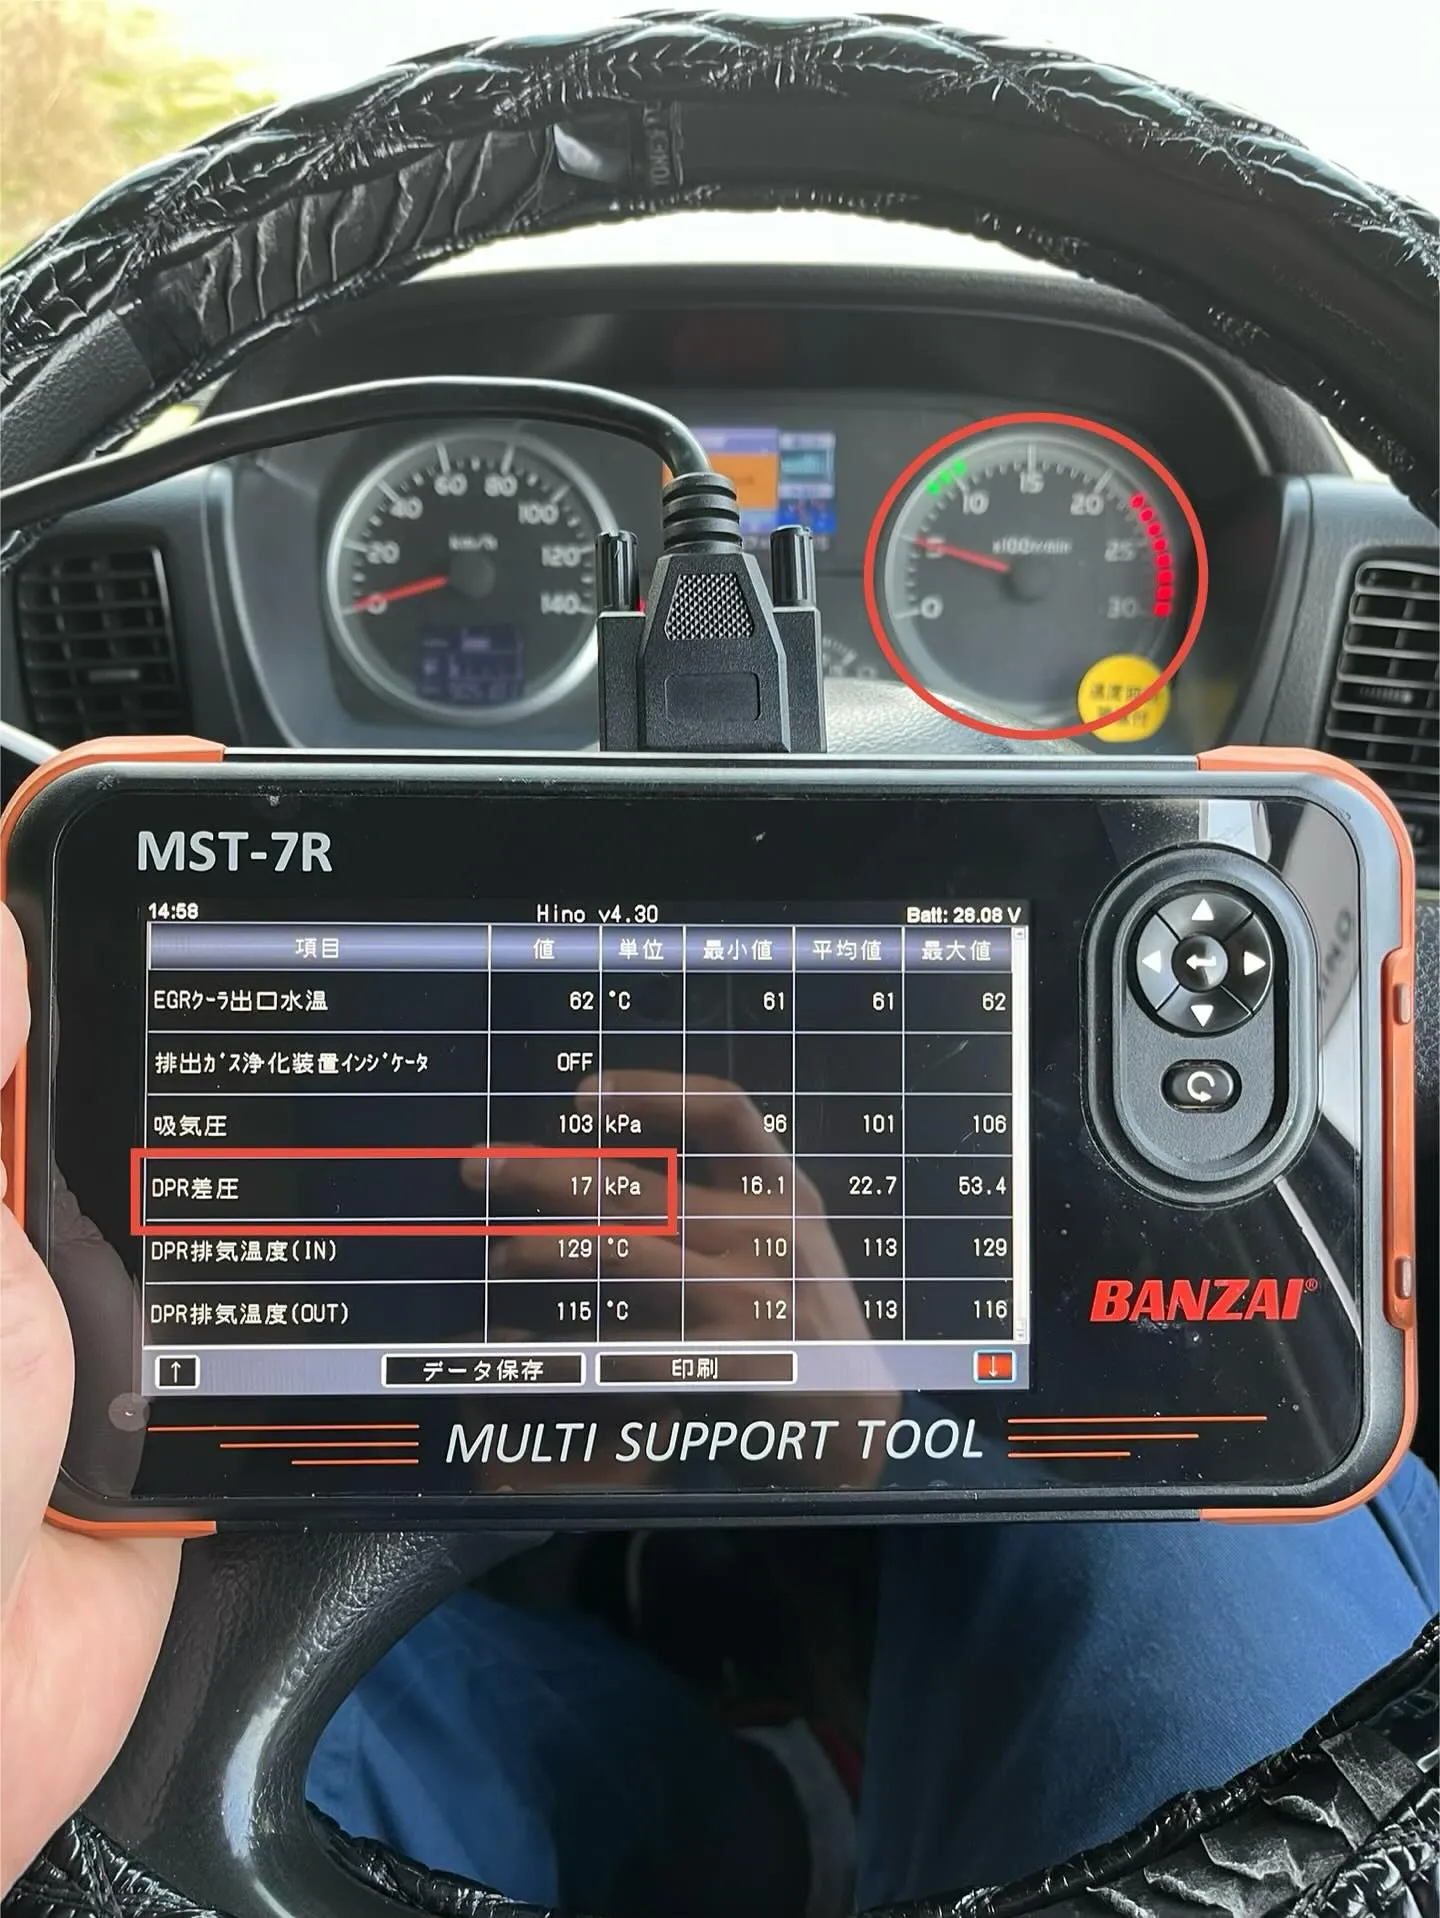 60 80
40 100
20 km/h 120
0 140
10 15 20
5 x100r/min 25
0 30
MST-7R
14:58 Hino v4.30 Batt: 28.08 V
項目 値 単位 最小値 平均値 最大値
EGRクーラ出口水温 62 °C 61 61 62
排出ガス浄化装置インジケータ OFF
吸気圧 103 kPa 96 101 106
DPR差圧 17 kPa 16.1 22.7 53.4
DPR排気温度(IN) 129 °C 110 113 129
DPR排気温度(OUT) 115 °C 112 113 116
↑ データ保存 印刷 ↓
BANZAI®
MULTI SUPPORT TOOL